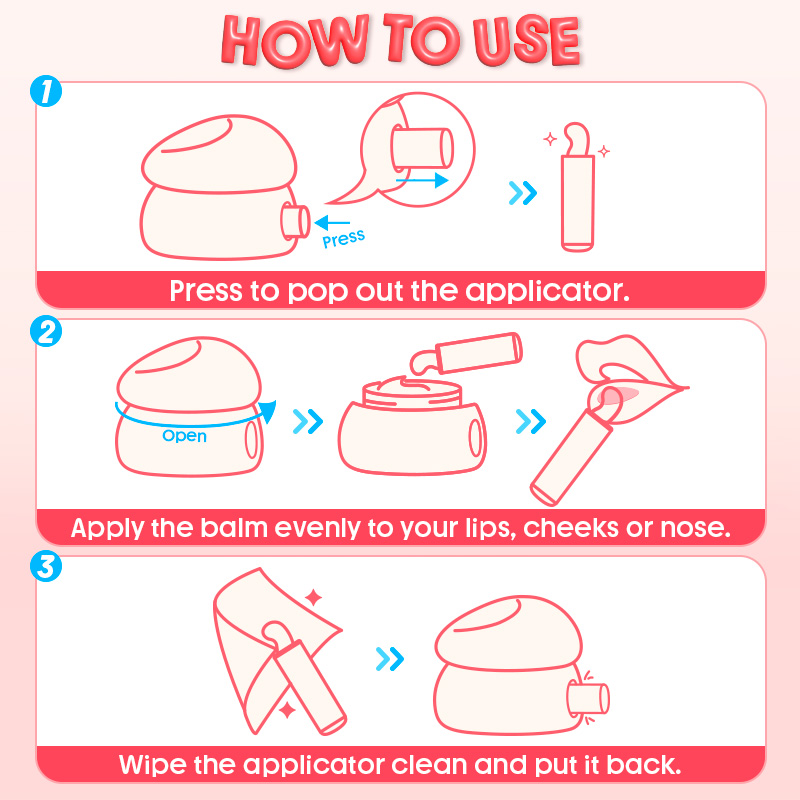 HOW TO USE
1
Press
Press to pop out the applicator.
2
Open
Apply the balm evenly to your lips, cheeks or nose.
3
Wipe the applicator clean and put it back.